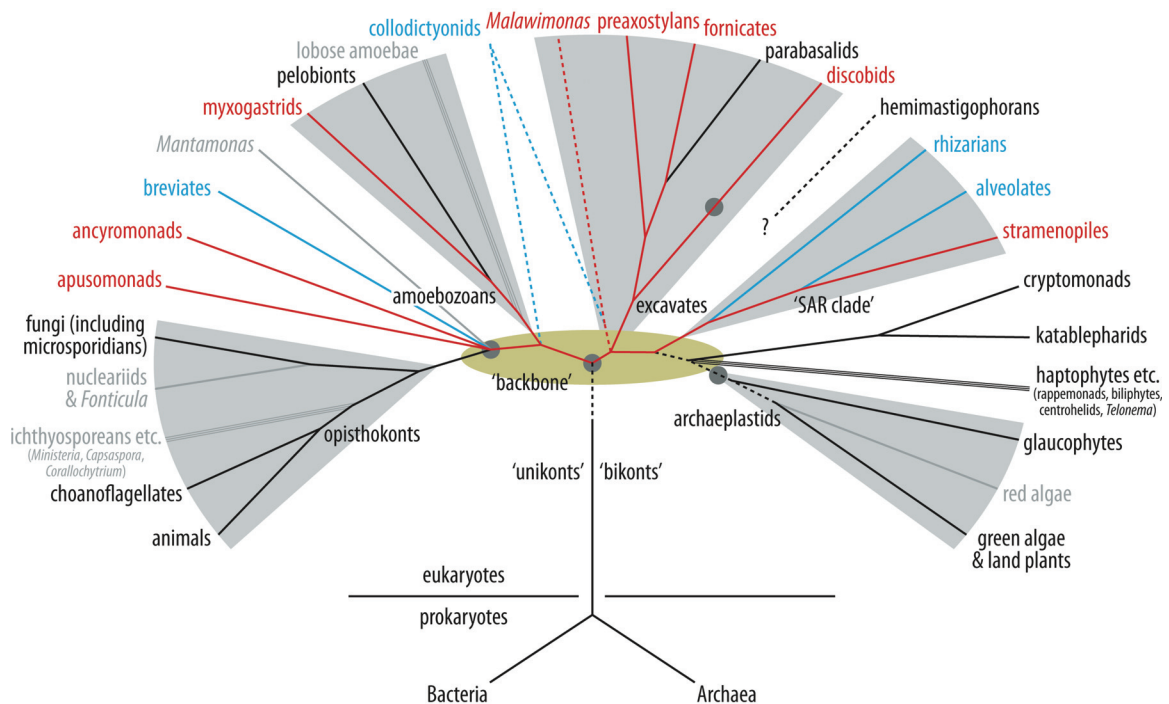 collodictyonids
Malawimonas
preaxostylans
fornicates
lobose amoebae
parabasalids
pelobionts
discobids
myxogastrids
hemimastigophorans
Mantamonas
rhizarians
breviates
alveolates
ancyromonads
?
stramenopiles
apusomonads
amoebozoans
excavates
'SAR clade'
cryptomonads
fungi (including
microsporidians)
katablepharids
'backbone'
nucleariids
& Fonticula
haptophytes etc.
(rappemonads, biliphytes,
centrohelids, Telonema)
archaeplastids
ichthyosporeans etc.
(Ministeria, Capsaspora,
Corallochytrium)
opisthokonts
glaucophytes
'unikonts'
'bikonts'
choanoflagellates
red algae
animals
green algae
& land plants
eukaryotes
prokaryotes
Bacteria
Archaea